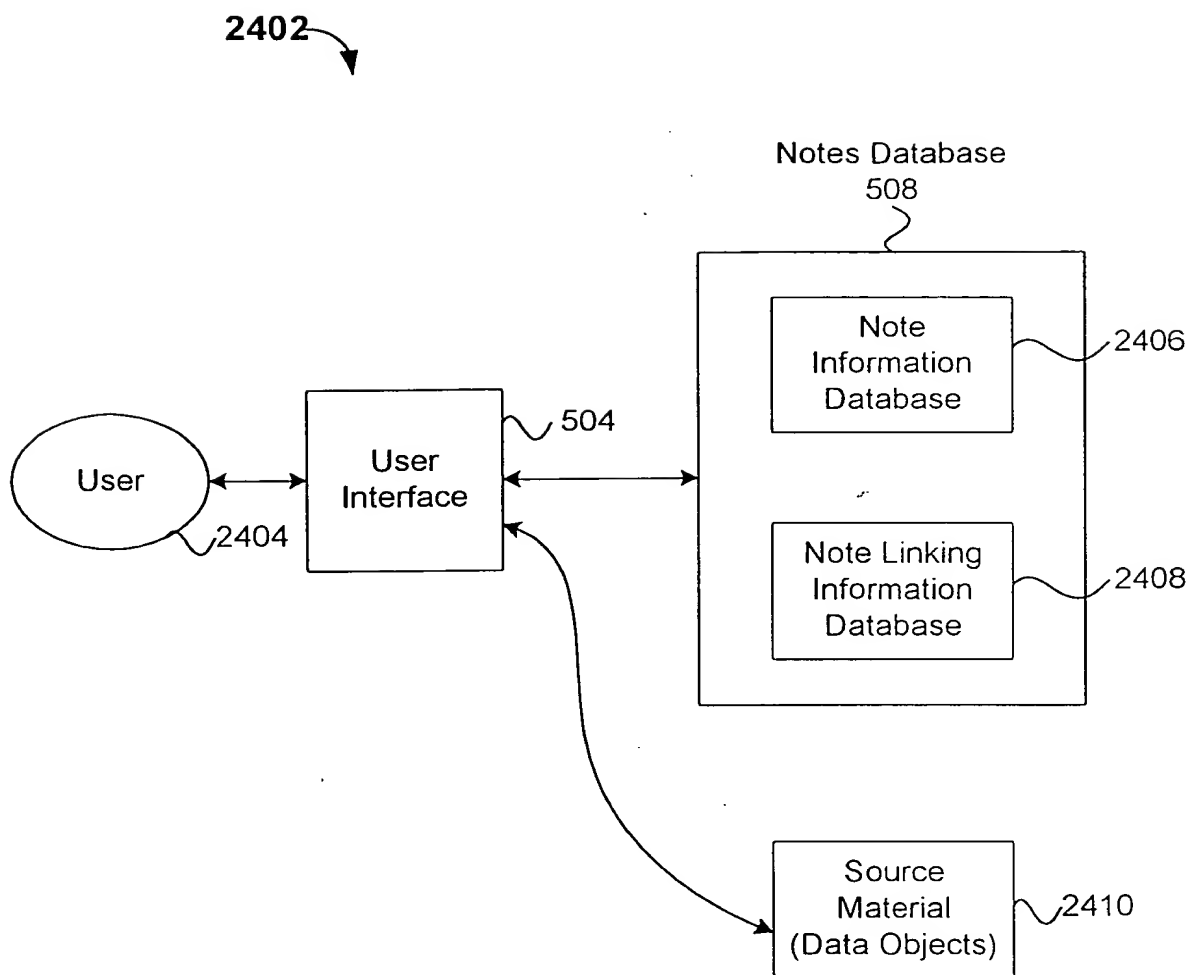 2402
Notes Database
508
Note
Information
Database
2406
504
User
Interface
User
2404
Note Linking
Information
Database
2408
Source
Material
(Data Objects)
2410